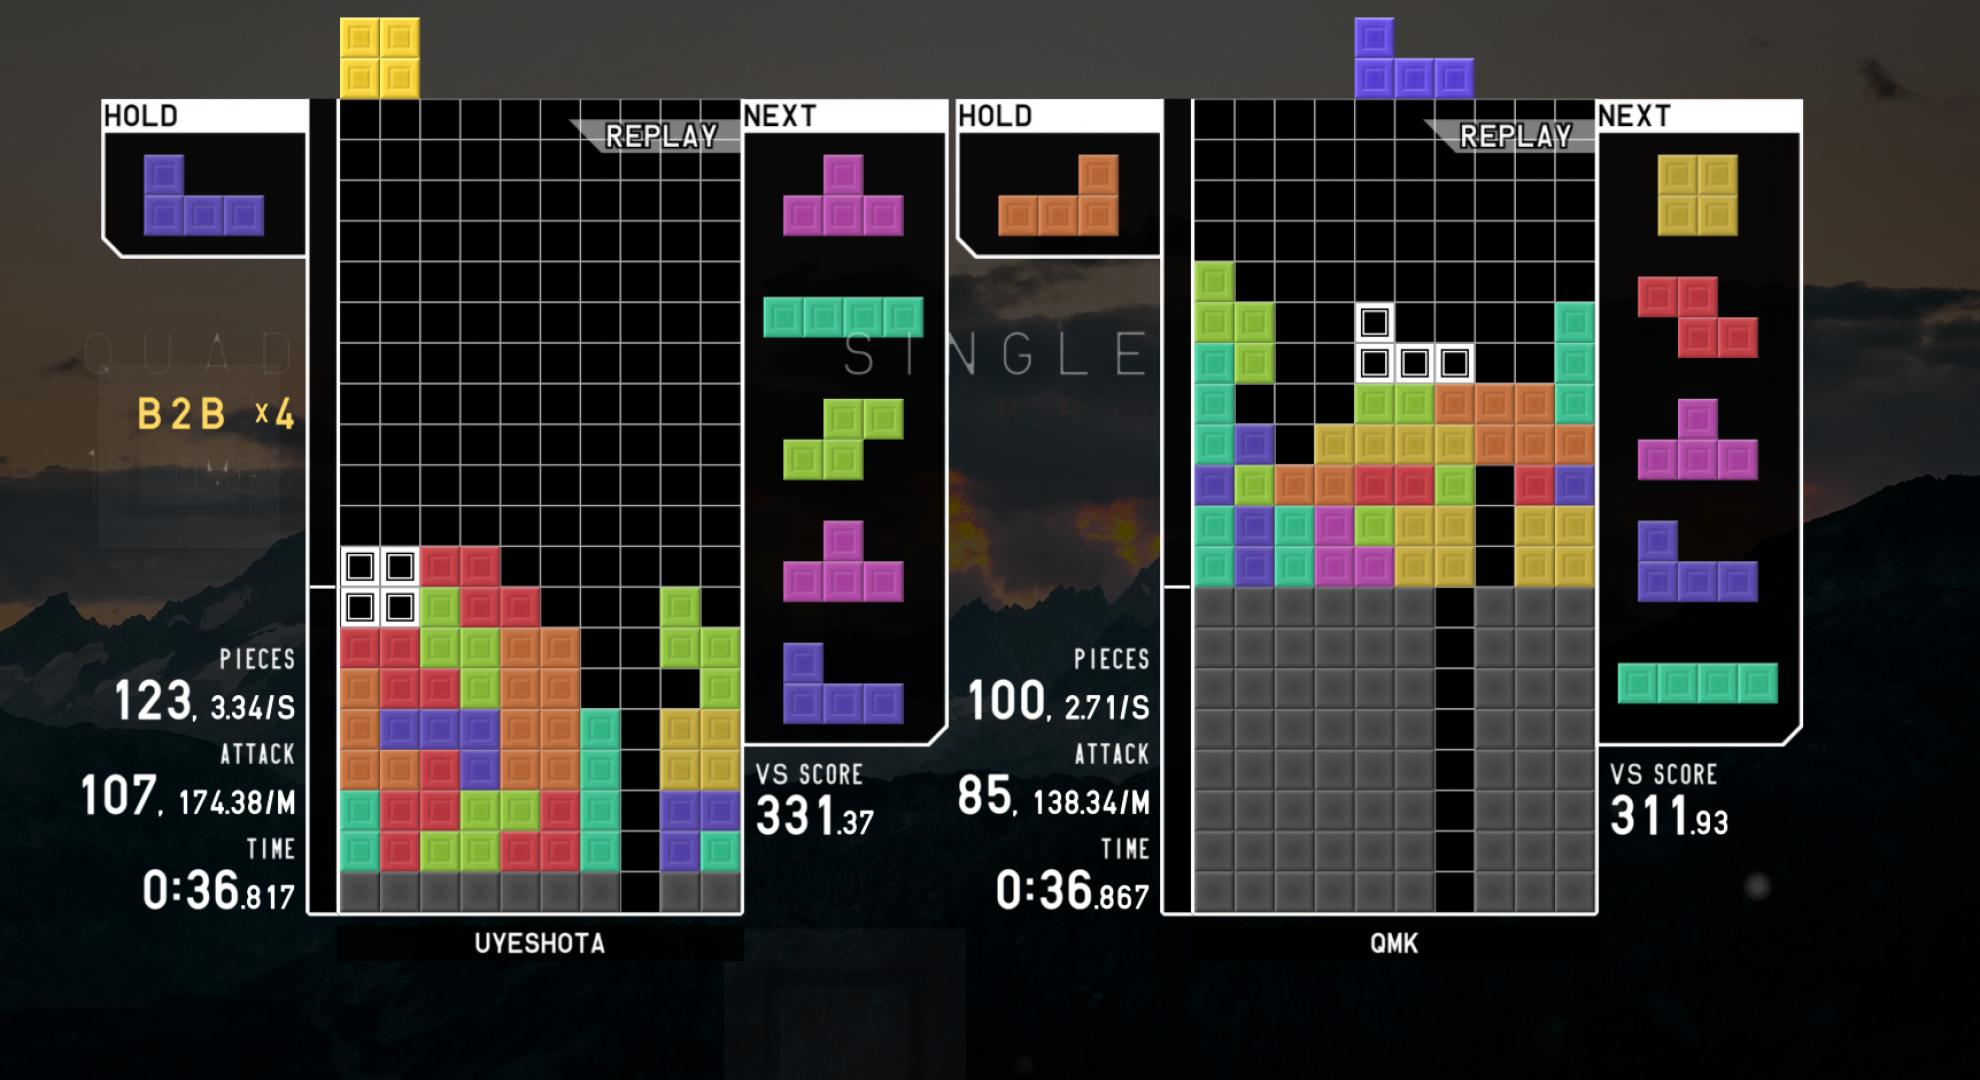 HOLD
NEXT
REPLAY
QUAD
B2B ×4
PIECES
123, 3.34/S
ATTACK
107, 174.38/M
TIME
0:36.817
VS SCORE
331.37
UYESHOTA
HOLD
NEXT
REPLAY
SINGLE
PIECES
100, 2.71/S
ATTACK
85, 138.34/M
TIME
0:36.867
VS SCORE
311.93
QMK